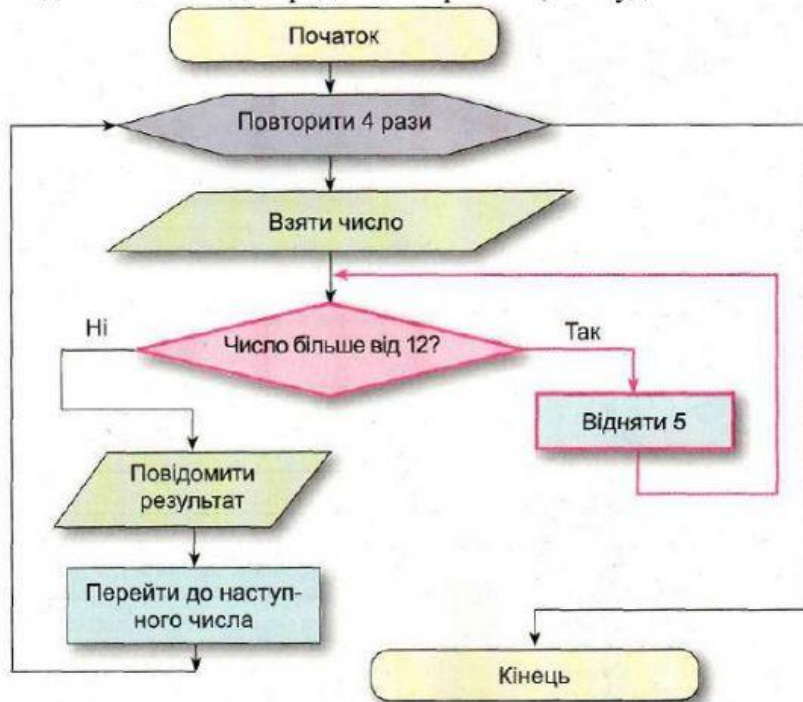 Початок
Повторити 4 рази
Взяти число
Ні
Число більше від 12?
Так
Відняти 5
Повідомити
результат
Перейти до наступ-
ного числа
Кінець